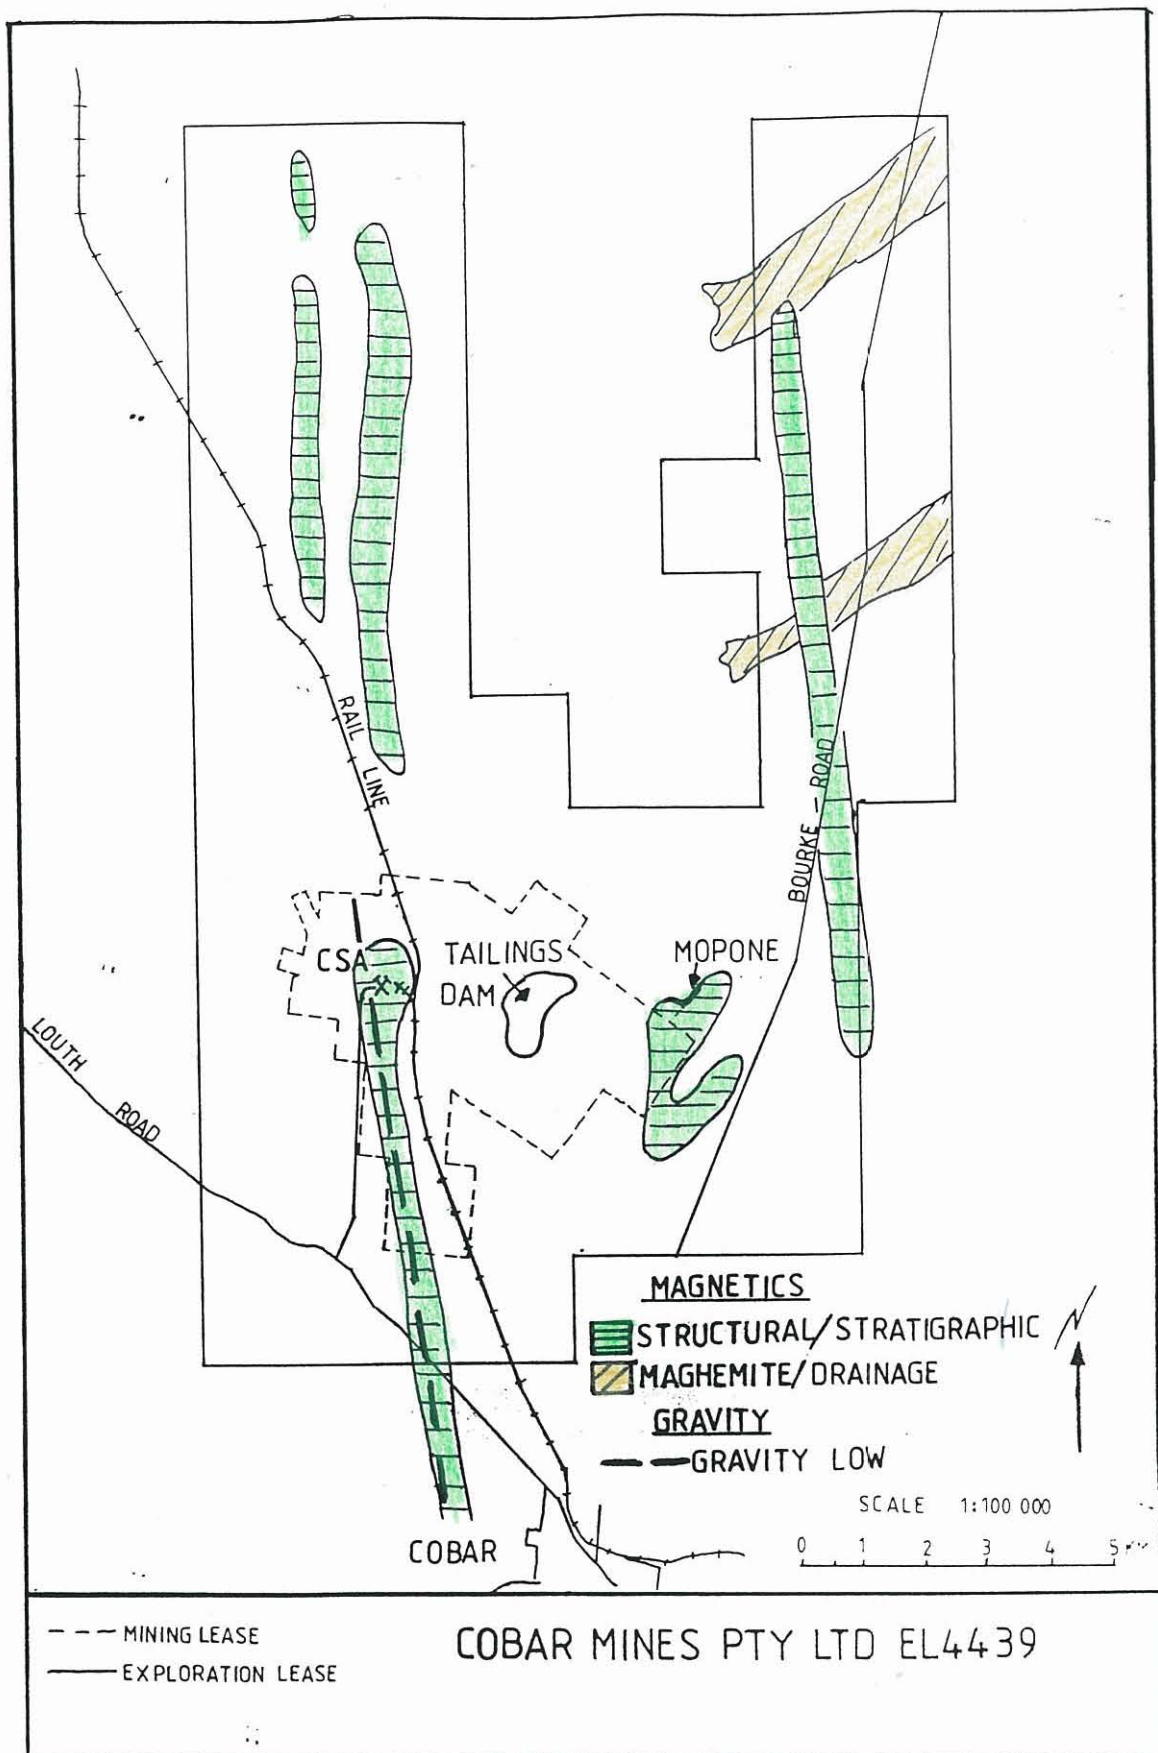 RAIL LINE
BOURKE - ROAD
CSA
TAILINGS
DAM
MOPONE
LOUTH ROAD
MAGNETICS
STRUCTURAL/STRATIGRAPHIC
MAGHEMITE/DRAINAGE
GRAVITY
GRAVITY LOW
N
SCALE 1:100 000
0 1 2 3 4 5 km
COBAR
MINING LEASE
EXPLORATION LEASE
COBAR MINES PTY LTD EL4439